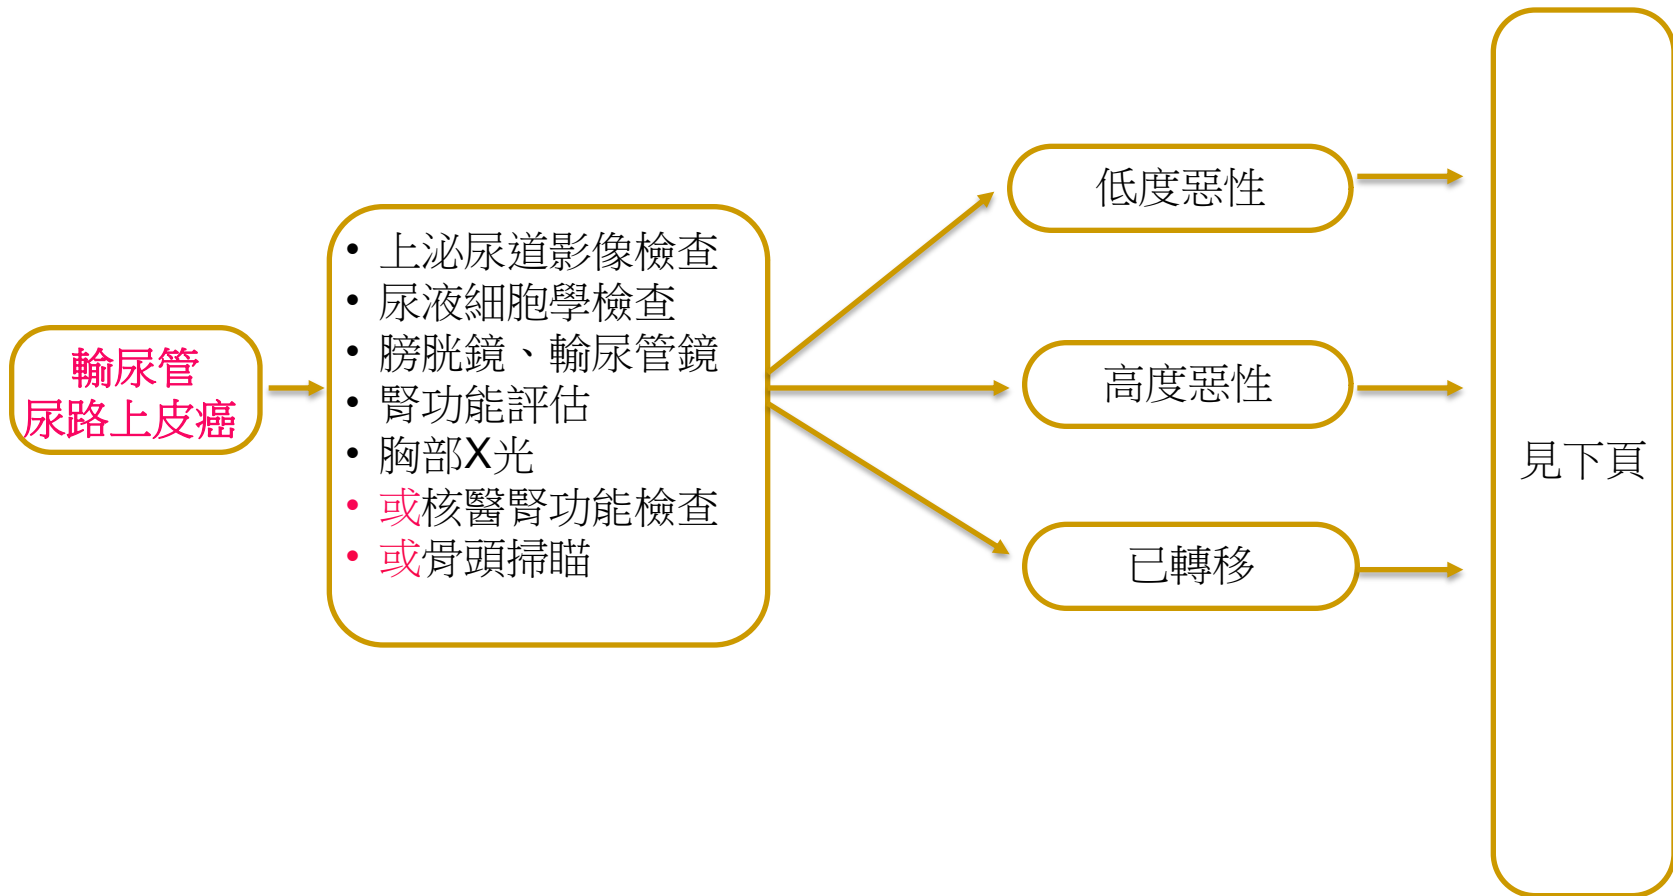 輸尿管
尿路上皮癌
• 上泌尿道影像檢查
• 尿液細胞學檢查
• 膀胱鏡、輸尿管鏡
• 腎功能評估
• 胸部X光
• 或核醫腎功能檢查
• 或骨頭掃瞄
低度惡性
高度惡性
已轉移
見下頁